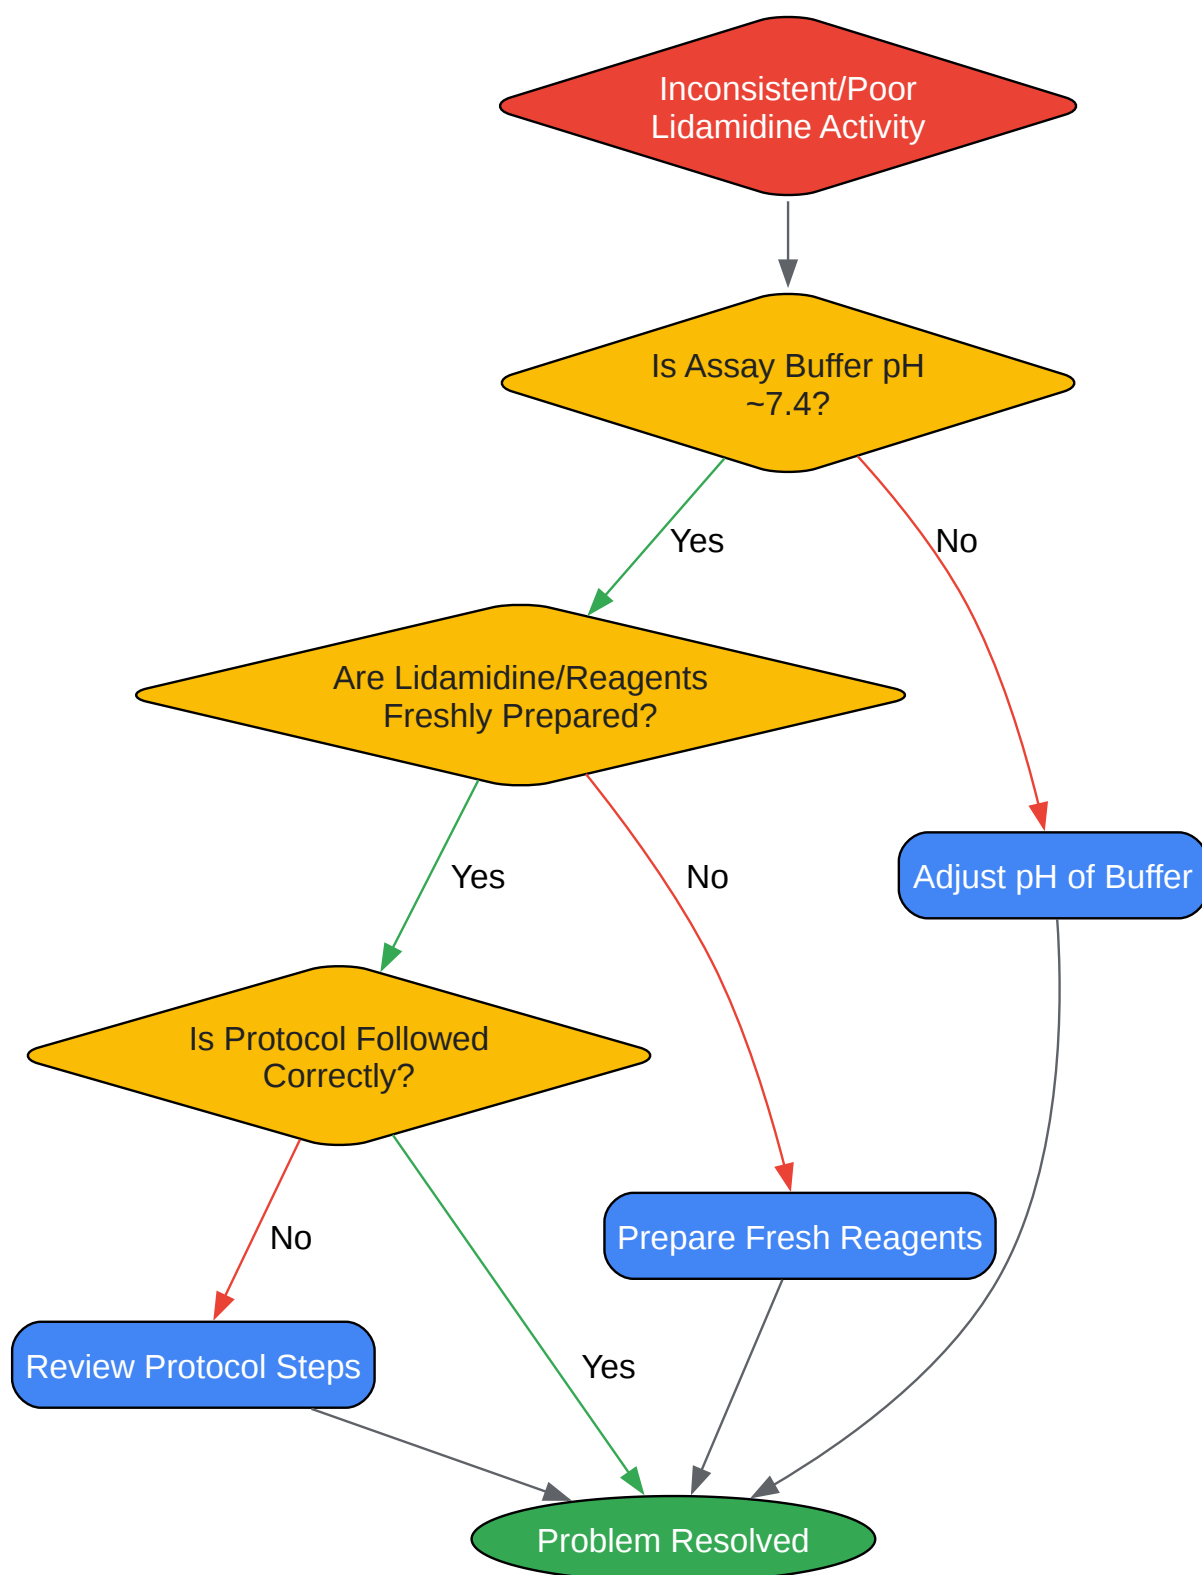 Inconsistent/Poor
Lidamidine Activity
Is Assay Buffer pH
~7.4?
Yes
No
Are Lidamidine/Reagents
Freshly Prepared?
Yes
No
Adjust pH of Buffer
Is Protocol Followed
Correctly?
No
Prepare Fresh Reagents
Review Protocol Steps
Yes
Problem Resolved